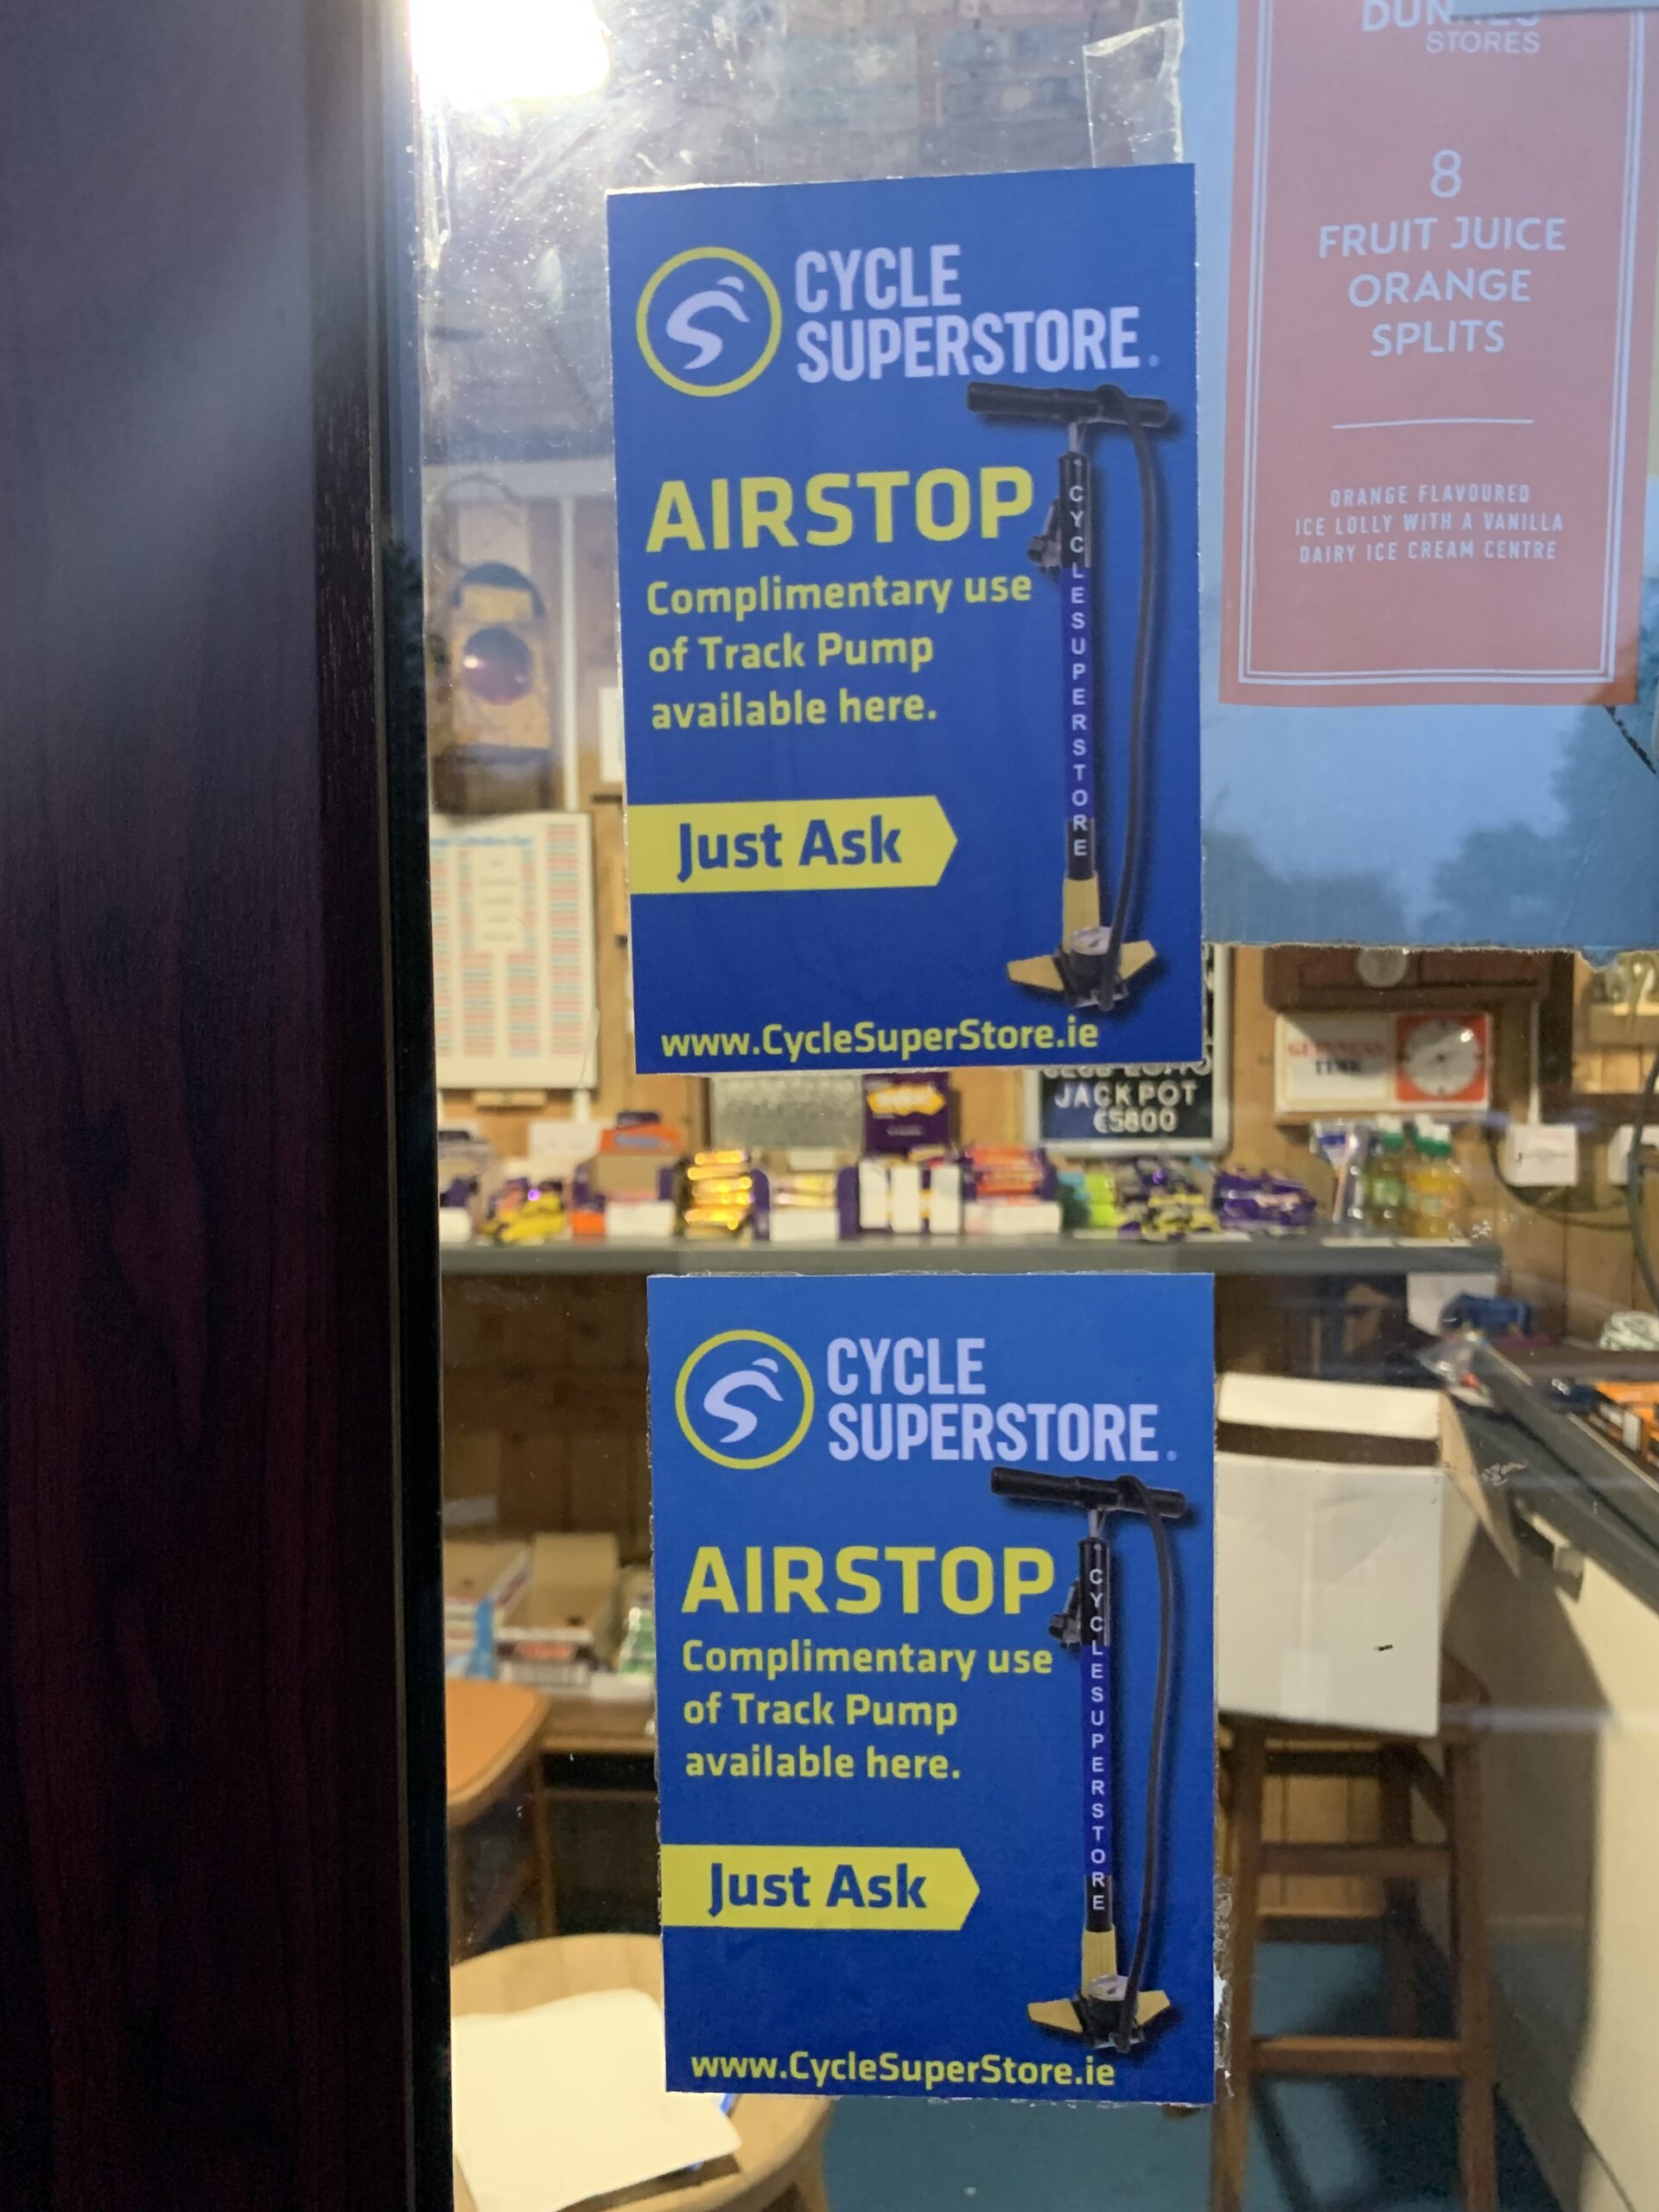 CYCLE
SUPERSTORE
AIRSTOP
Complimentary use
of Track Pump
available here.
Just Ask
CYCLESUPERSTORE
www.CycleSuperStore.ie
STORES
8
FRUIT JUICE
ORANGE
SPLITS
ORANGE FLAVOURED
ICE LOLLY WITH A VANILLA
DAIRY ICE CREAM CENTRE
GUINNESS
TIME
JACKPOT
€5800
CYCLE
SUPERSTORE
AIRSTOP
Complimentary use
of Track Pump
available here.
Just Ask
CYCLESUPERSTORE
www.CycleSuperStore.ie